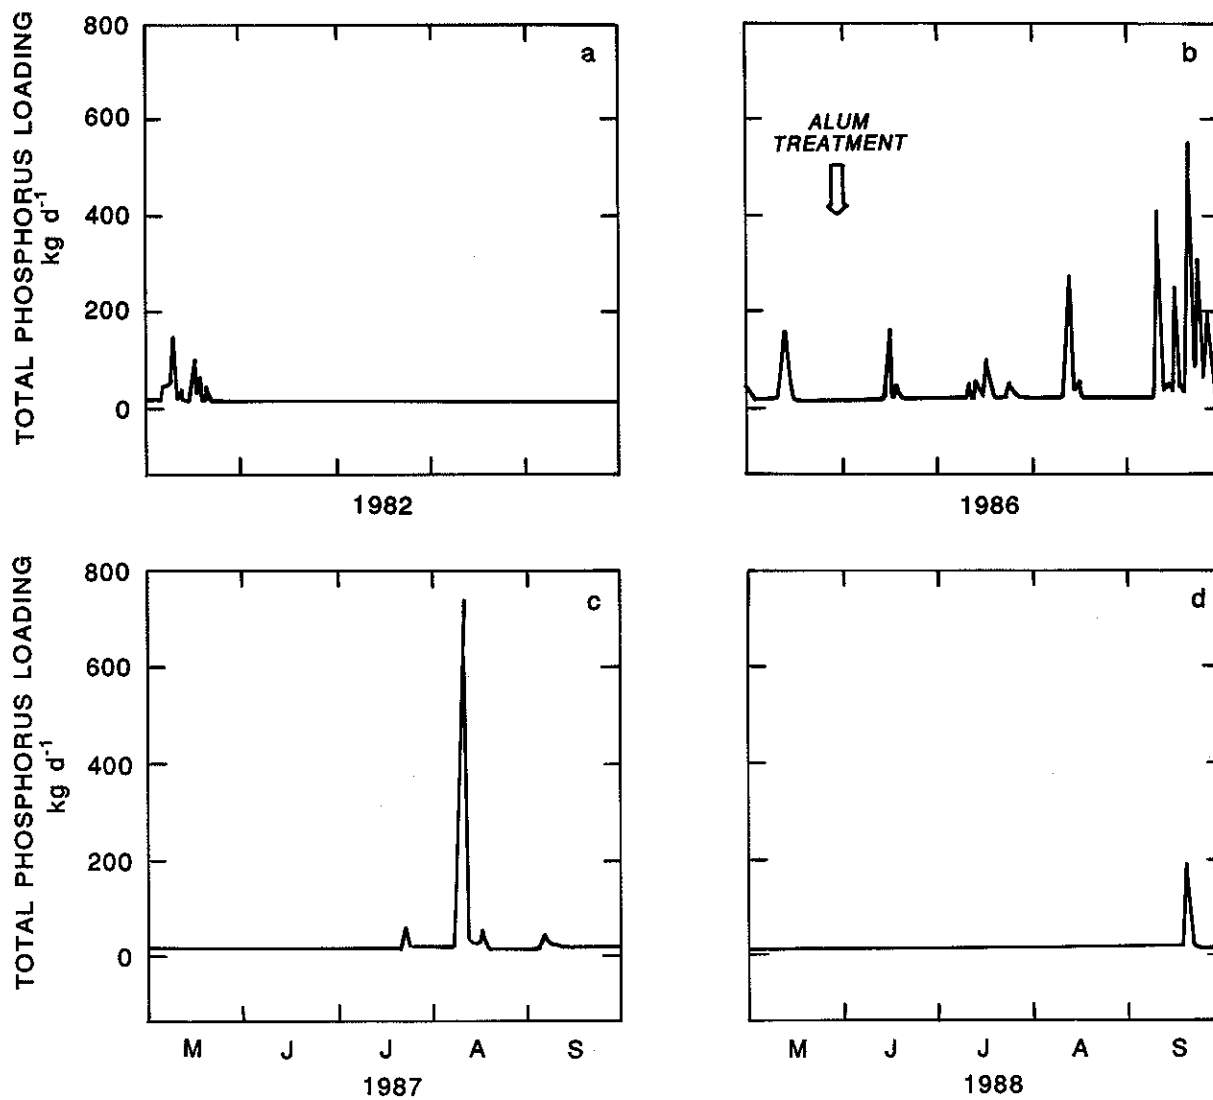 TOTAL PHOSPHORUS LOADING
kg d⁻¹
800
600
400
200
0
a
1982
b
ALUM
TREATMENT
1986
TOTAL PHOSPHORUS LOADING
kg d⁻¹
800
600
400
200
0
c
M J J A S
1987
d
M J J A S
1988